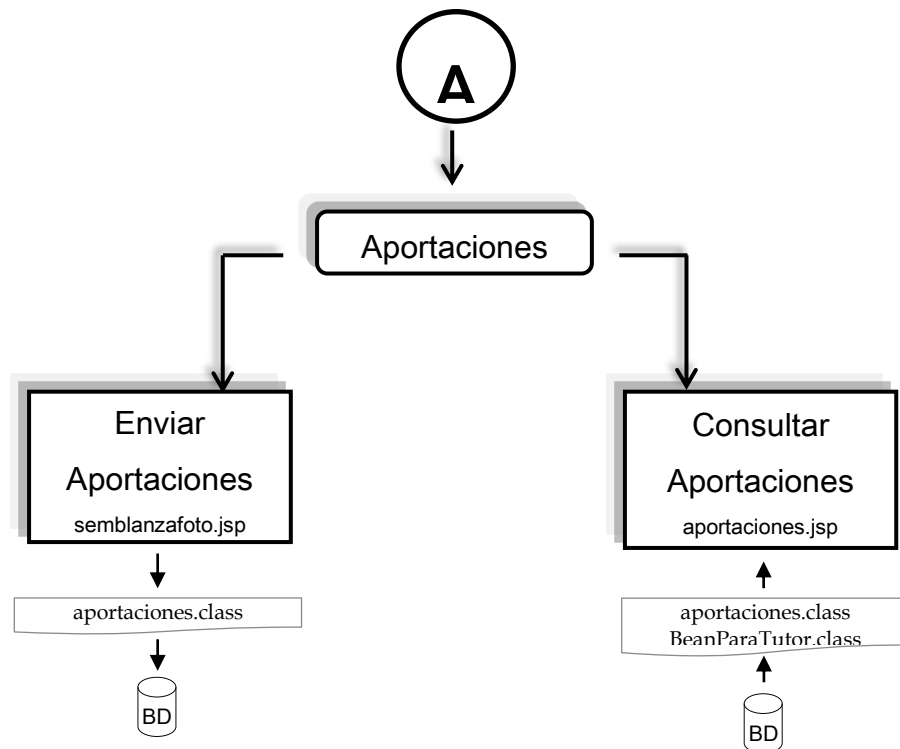 A
Aportaciones
Enviar
Aportaciones
semblanzafoto.jsp
aportaciones.class
BD
Consultar
Aportaciones
aportaciones.jsp
aportaciones.class
BeanParaTutor.class
BD